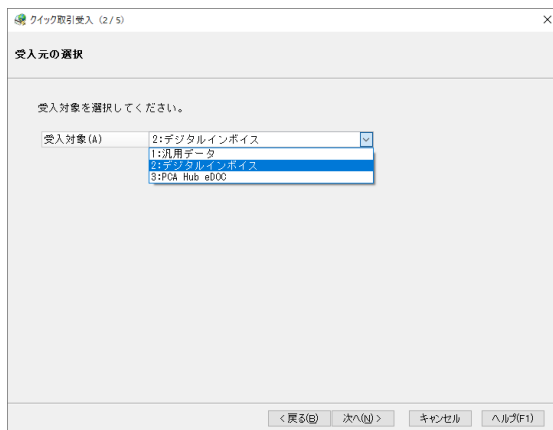 クイック取引受入 (2/5)
受入元の選択
受入対象を選択してください。
受入対象(A) 2:デジタルインボイス
1:汎用データ
2:デジタルインボイス
3:PCA Hub eDOC
< 戻る(B) 次へ(N) > キャンセル ヘルプ(F1)